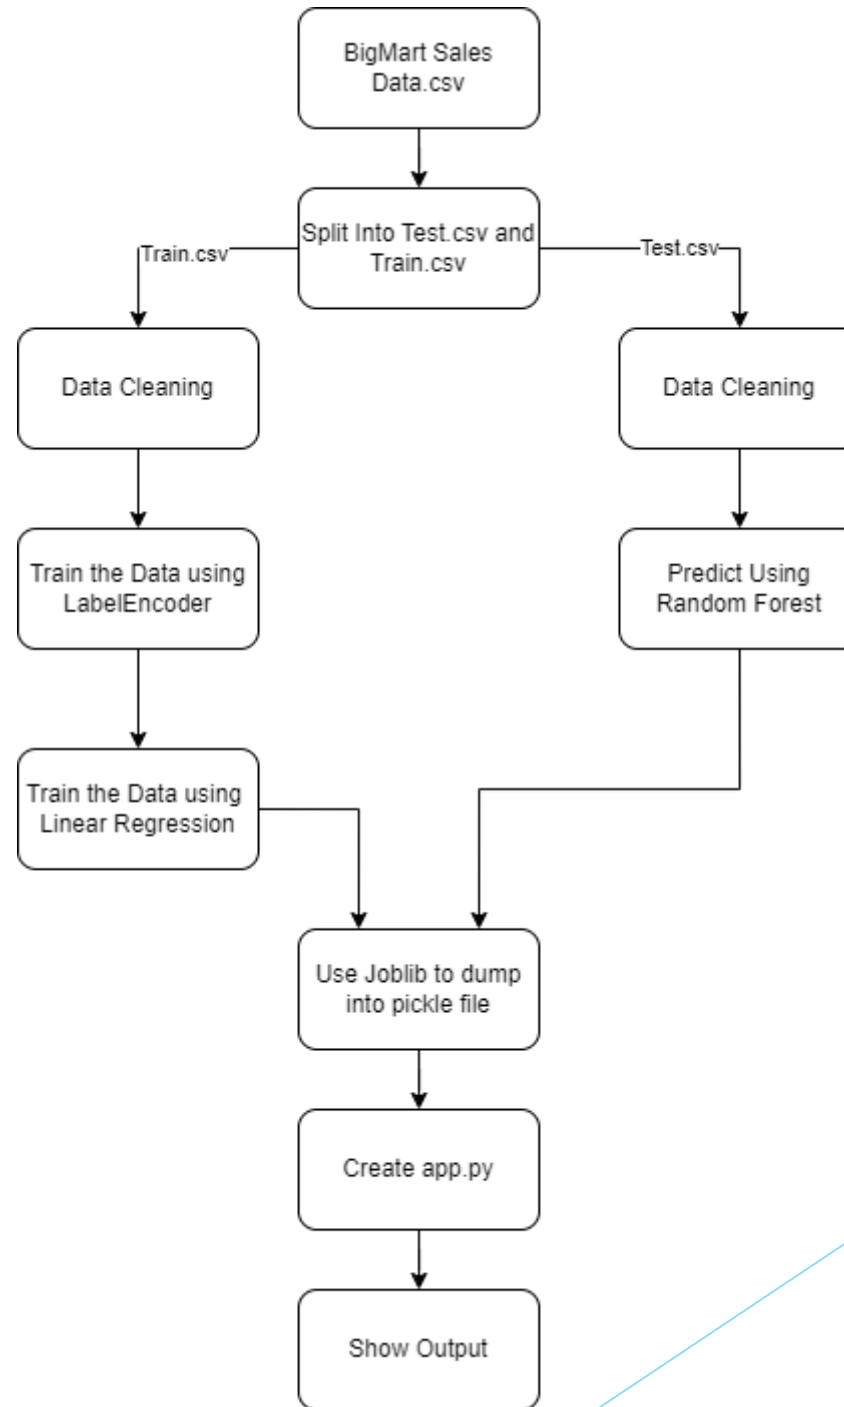 BigMart Sales
Data.csv
Split Into Test.csv and
Train.csv
Train.csv
Test.csv
Data Cleaning
Data Cleaning
Train the Data using
LabelEncoder
Predict Using
Random Forest
Train the Data using
Linear Regression
Use Joblib to dump
into pickle file
Create app.py
Show Output